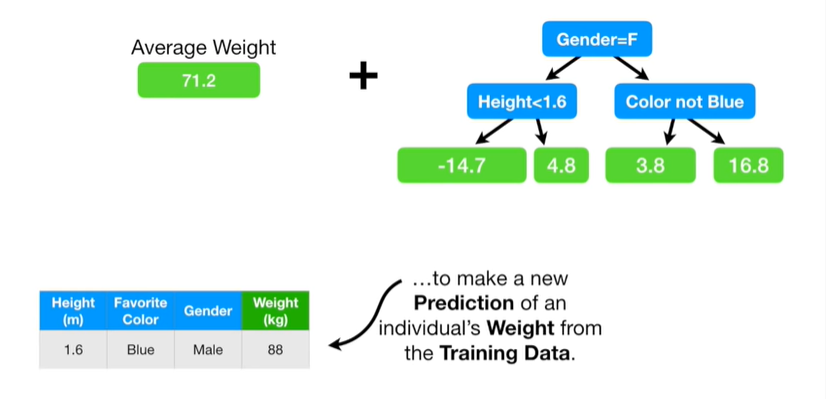 Average Weight
71.2
+
Gender=F
Height<1.6
Color not Blue
-14.7
4.8
3.8
16.8
…to make a new
Prediction of an
individual's Weight from
the Training Data.
Height (m) Favorite Color Gender Weight (kg)
1.6 Blue Male 88